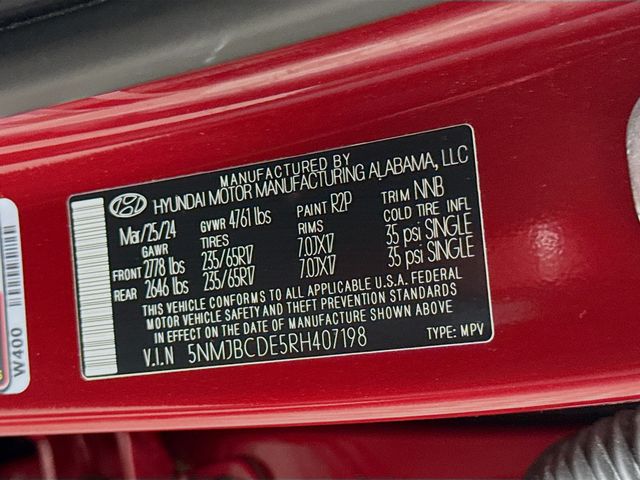 MANUFACTURED BY
HYUNDAI MOTOR MANUFACTURING ALABAMA, LLC
Mar/25/24 GVWR 4761 lbs PAINT R2P TRIM NNB
GAWR TIRES RIMS COLD TIRE INFL
FRONT 2778 lbs 235/65R17 7.0JX17 35 psi SINGLE
REAR 2646 lbs 235/65R17 7.0JX17 35 psi SINGLE
THIS VEHICLE CONFORMS TO ALL APPLICABLE U.S.A. FEDERAL
MOTOR VEHICLE SAFETY AND THEFT PREVENTION STANDARDS
IN EFFECT ON THE DATE OF MANUFACTURE SHOWN ABOVE
V.I.N 5NMJBCDE5RH407198 TYPE: MPV
W400